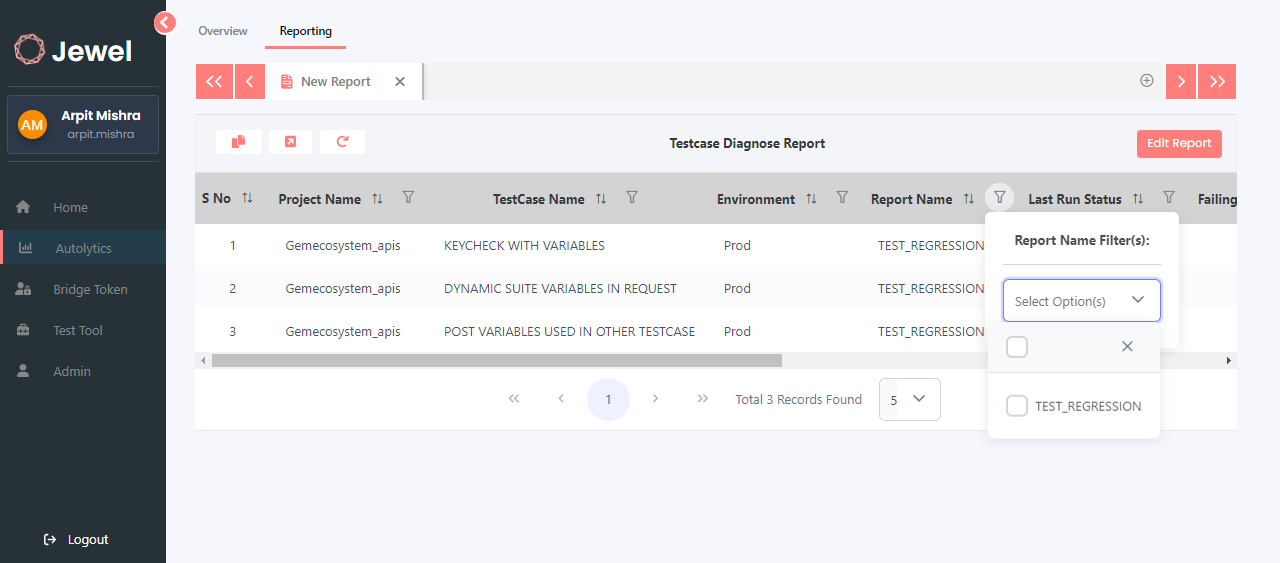 Jewel
AM
Arpit Mishra
arpit.mishra
Home
Autolytics
Bridge Token
Test Tool
Admin
Logout
Overview Reporting
New Report
Testcase Diagnose Report
Edit Report
S No Project Name TestCase Name Environment Report Name Last Run Status Failing
1 Gemecosystem_apis KEYCHECK WITH VARIABLES Prod TEST_REGRESSION
2 Gemecosystem_apis DYNAMIC SUITE VARIABLES IN REQUEST Prod TEST_REGRESSION
3 Gemecosystem_apis POST VARIABLES USED IN OTHER TESTCASE Prod TEST_REGRESSION
Report Name Filter(s):
Select Option(s)
TEST_REGRESSION
1 Total 3 Records Found 5